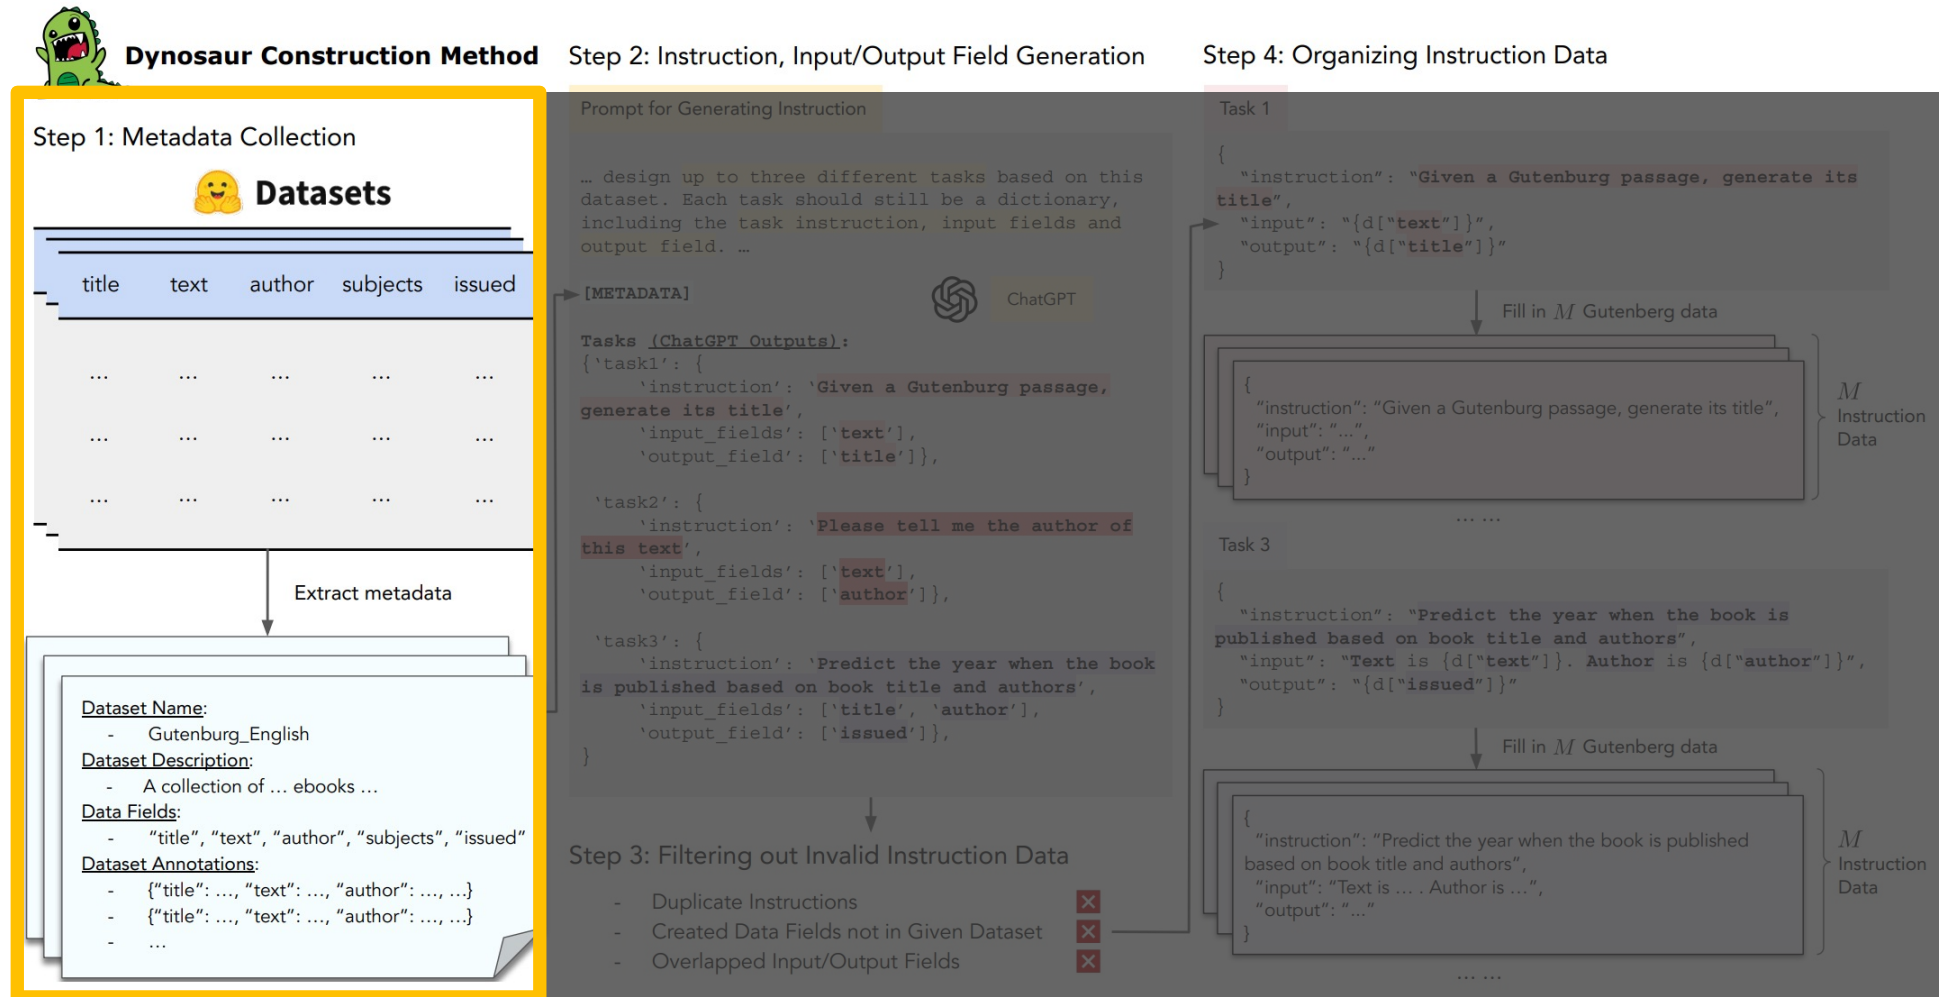 Dynosaur Construction Method
Step 1: Metadata Collection
Datasets
title text author subjects issued
... ... ... ... ...
... ... ... ... ...
... ... ... ... ...
Extract metadata
Dataset Name:
- Gutenburg_English
Dataset Description:
- A collection of ... ebooks ...
Data Fields:
- "title", "text", "author", "subjects", "issued"
Dataset Annotations:
- {"title": ..., "text": ..., "author": ..., ...}
- {"title": ..., "text": ..., "author": ..., ...}
- ...
Step 2: Instruction, Input/Output Field Generation
Prompt for Generating Instruction
... design up to three different tasks based on this
dataset. Each task should still be a dictionary,
including the task instruction, input fields and
output field. ...
[METADATA]
ChatGPT
Tasks (ChatGPT Outputs):
{'task1': {
'instruction': 'Given a Gutenburg passage,
generate its title',
'input_fields': ['text'],
'output_field': ['title']},
'task2': {
'instruction': 'Please tell me the author of
this text',
'input_fields': ['text'],
'output_field': ['author']},
'task3': {
'instruction': 'Predict the year when the book
is published based on book title and authors',
'input_fields': ['title', 'author'],
'output_field': ['issued']},
}
Step 3: Filtering out Invalid Instruction Data
- Duplicate Instructions
- Created Data Fields not in Given Dataset
- Overlapped Input/Output Fields
Step 4: Organizing Instruction Data
Task 1
{
"instruction": "Given a Gutenburg passage, generate its
title",
"input": "{d["text"]}",
"output": "{d["title"]}"
}
Fill in M Gutenberg data
{
"instruction": "Given a Gutenburg passage, generate its title",
"input": "...",
"output": "..."
}
M
Instruction
Data
... ...
Task 3
{
"instruction": "Predict the year when the book is
published based on book title and authors",
"input": "Text is {d["text"]}. Author is {d["author"]}",
"output": "{d["issued"]}"
}
Fill in M Gutenberg data
{
"instruction": "Predict the year when the book is published
based on book title and authors",
"input": "Text is ... . Author is ...",
"output": "..."
}
M
Instruction
Data
... ...